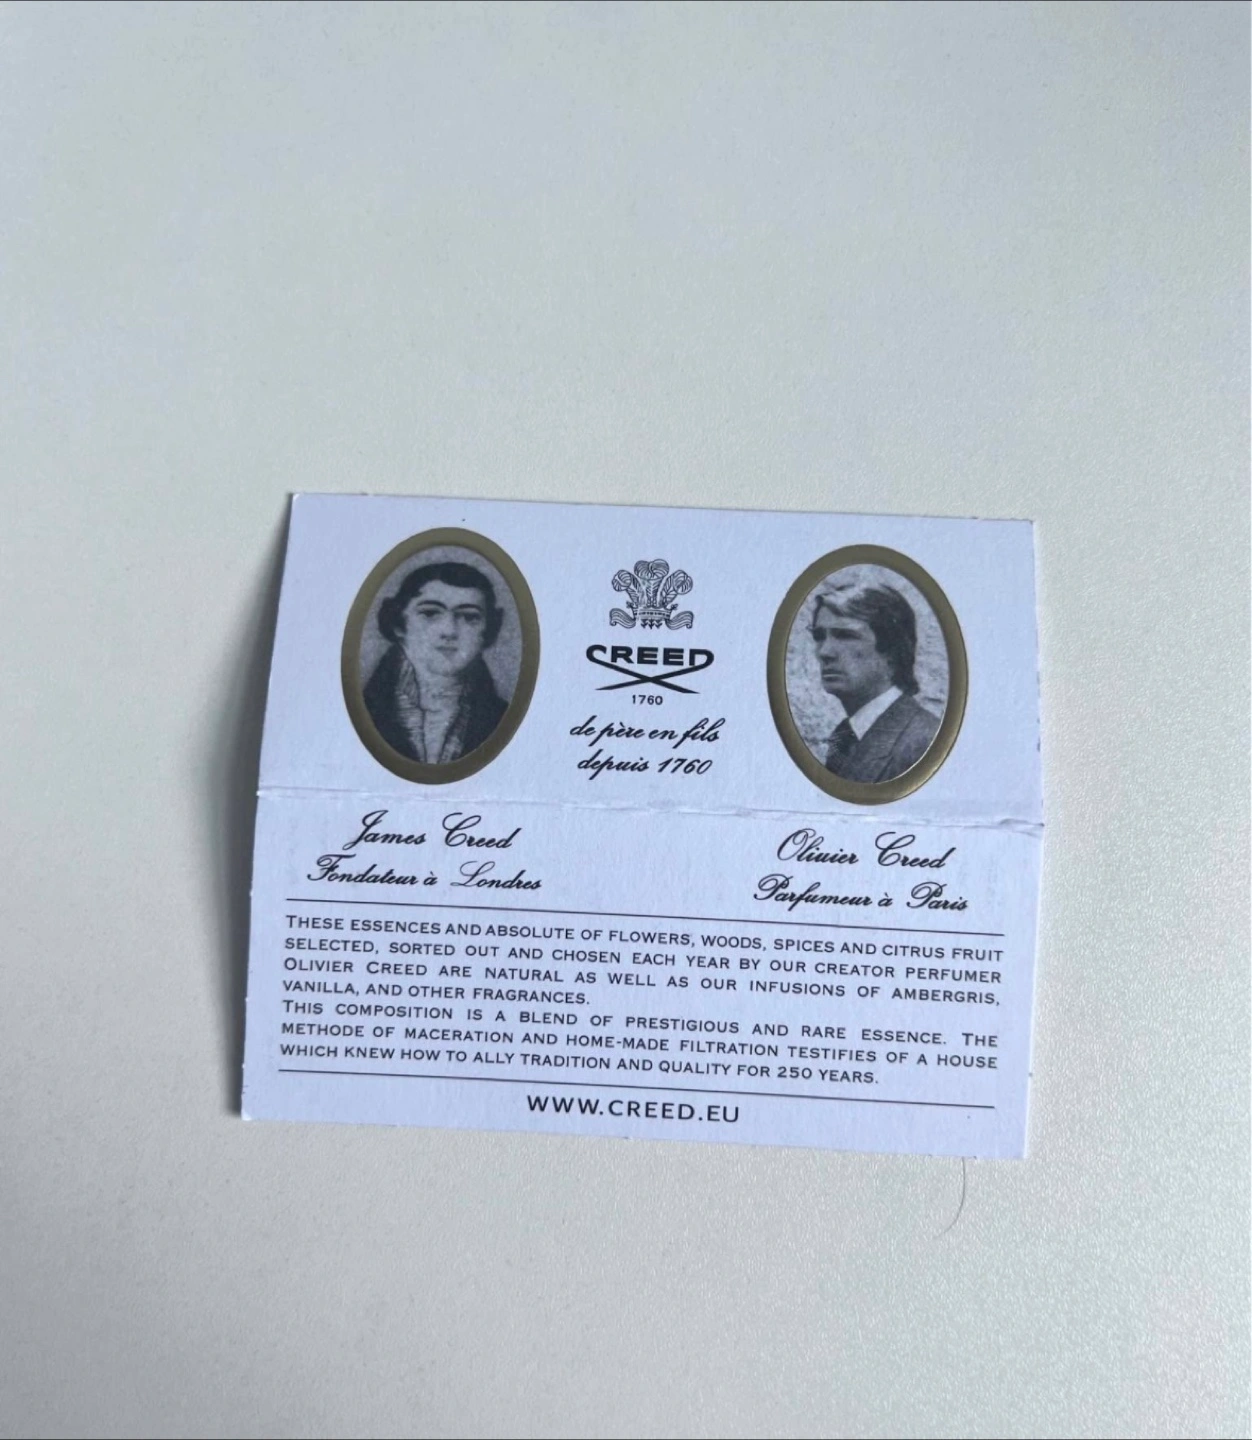 CREED
1760
de père en fils
depuis 1760
James Creed
Fondateur à Londres
Olivier Creed
Parfumeur à Paris
THESE ESSENCES AND ABSOLUTE OF FLOWERS, WOODS, SPICES AND CITRUS FRUIT
SELECTED, SORTED OUT AND CHOSEN EACH YEAR BY OUR CREATOR PERFUMER
OLIVIER CREED ARE NATURAL AS WELL AS OUR INFUSIONS OF AMBERGRIS,
VANILLA, AND OTHER FRAGRANCES.
THIS COMPOSITION IS A BLEND OF PRESTIGIOUS AND RARE ESSENCE. THE
METHODE OF MACERATION AND HOME-MADE FILTRATION TESTIFIES OF A HOUSE
WHICH KNEW HOW TO ALLY TRADITION AND QUALITY FOR 250 YEARS.
WWW.CREED.EU